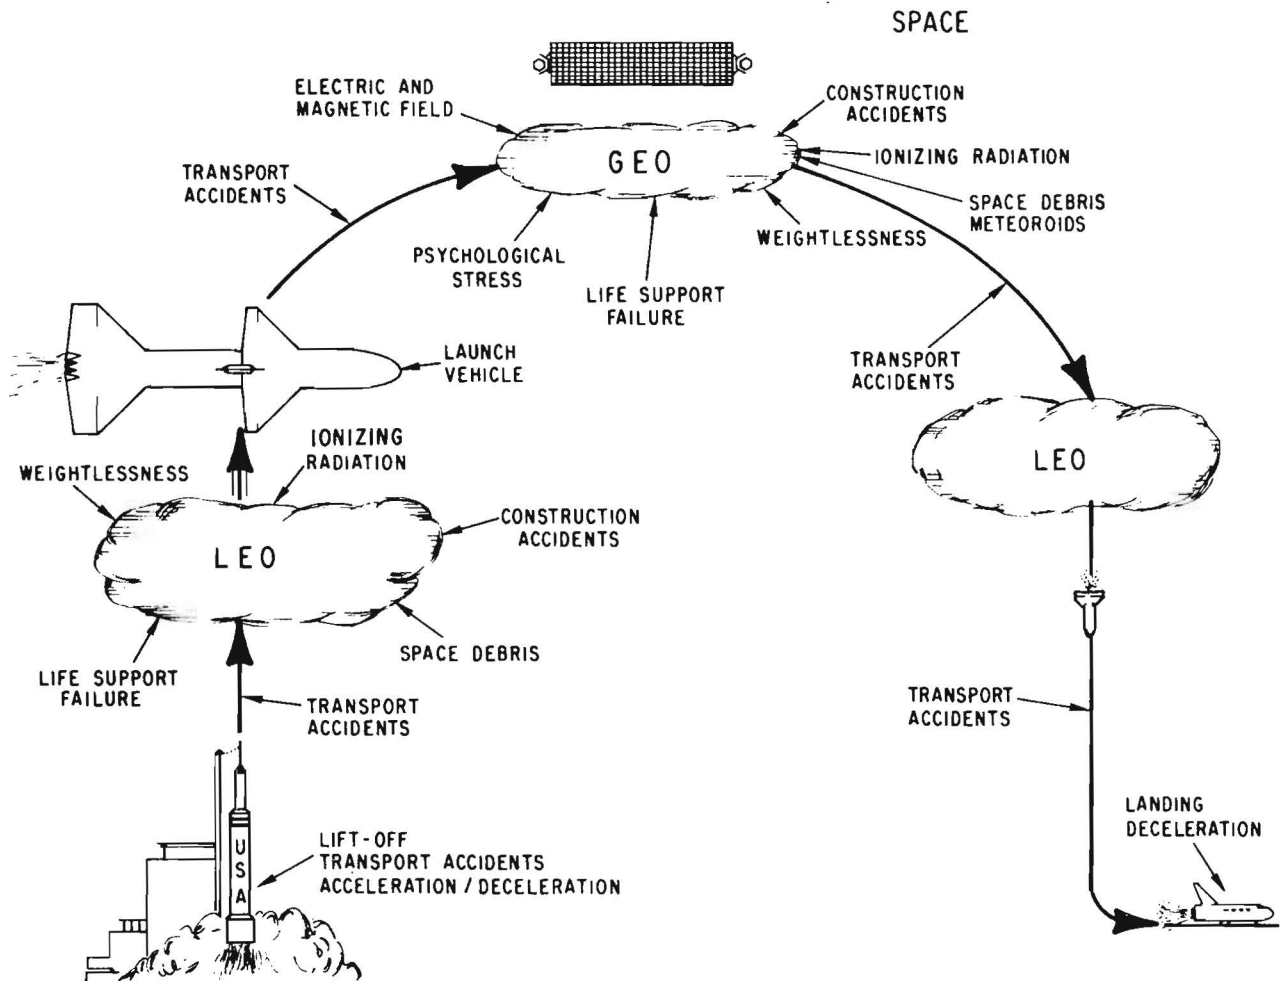 SPACE
ELECTRIC AND
MAGNETIC FIELD
CONSTRUCTION
ACCIDENTS
GEO
IONIZING RADIATION
TRANSPORT
ACCIDENTS
SPACE DEBRIS
METEOROIDS
WEIGHTLESSNESS
PSYCHOLOGICAL
STRESS
LIFE SUPPORT
FAILURE
LAUNCH
VEHICLE
TRANSPORT
ACCIDENTS
IONIZING
RADIATION
WEIGHTLESSNESS
LEO
CONSTRUCTION
ACCIDENTS
LEO
SPACE DEBRIS
LIFE SUPPORT
FAILURE
TRANSPORT
ACCIDENTS
TRANSPORT
ACCIDENTS
USA
LIFT-OFF
TRANSPORT ACCIDENTS
ACCELERATION / DECELERATION
LANDING
DECELERATION